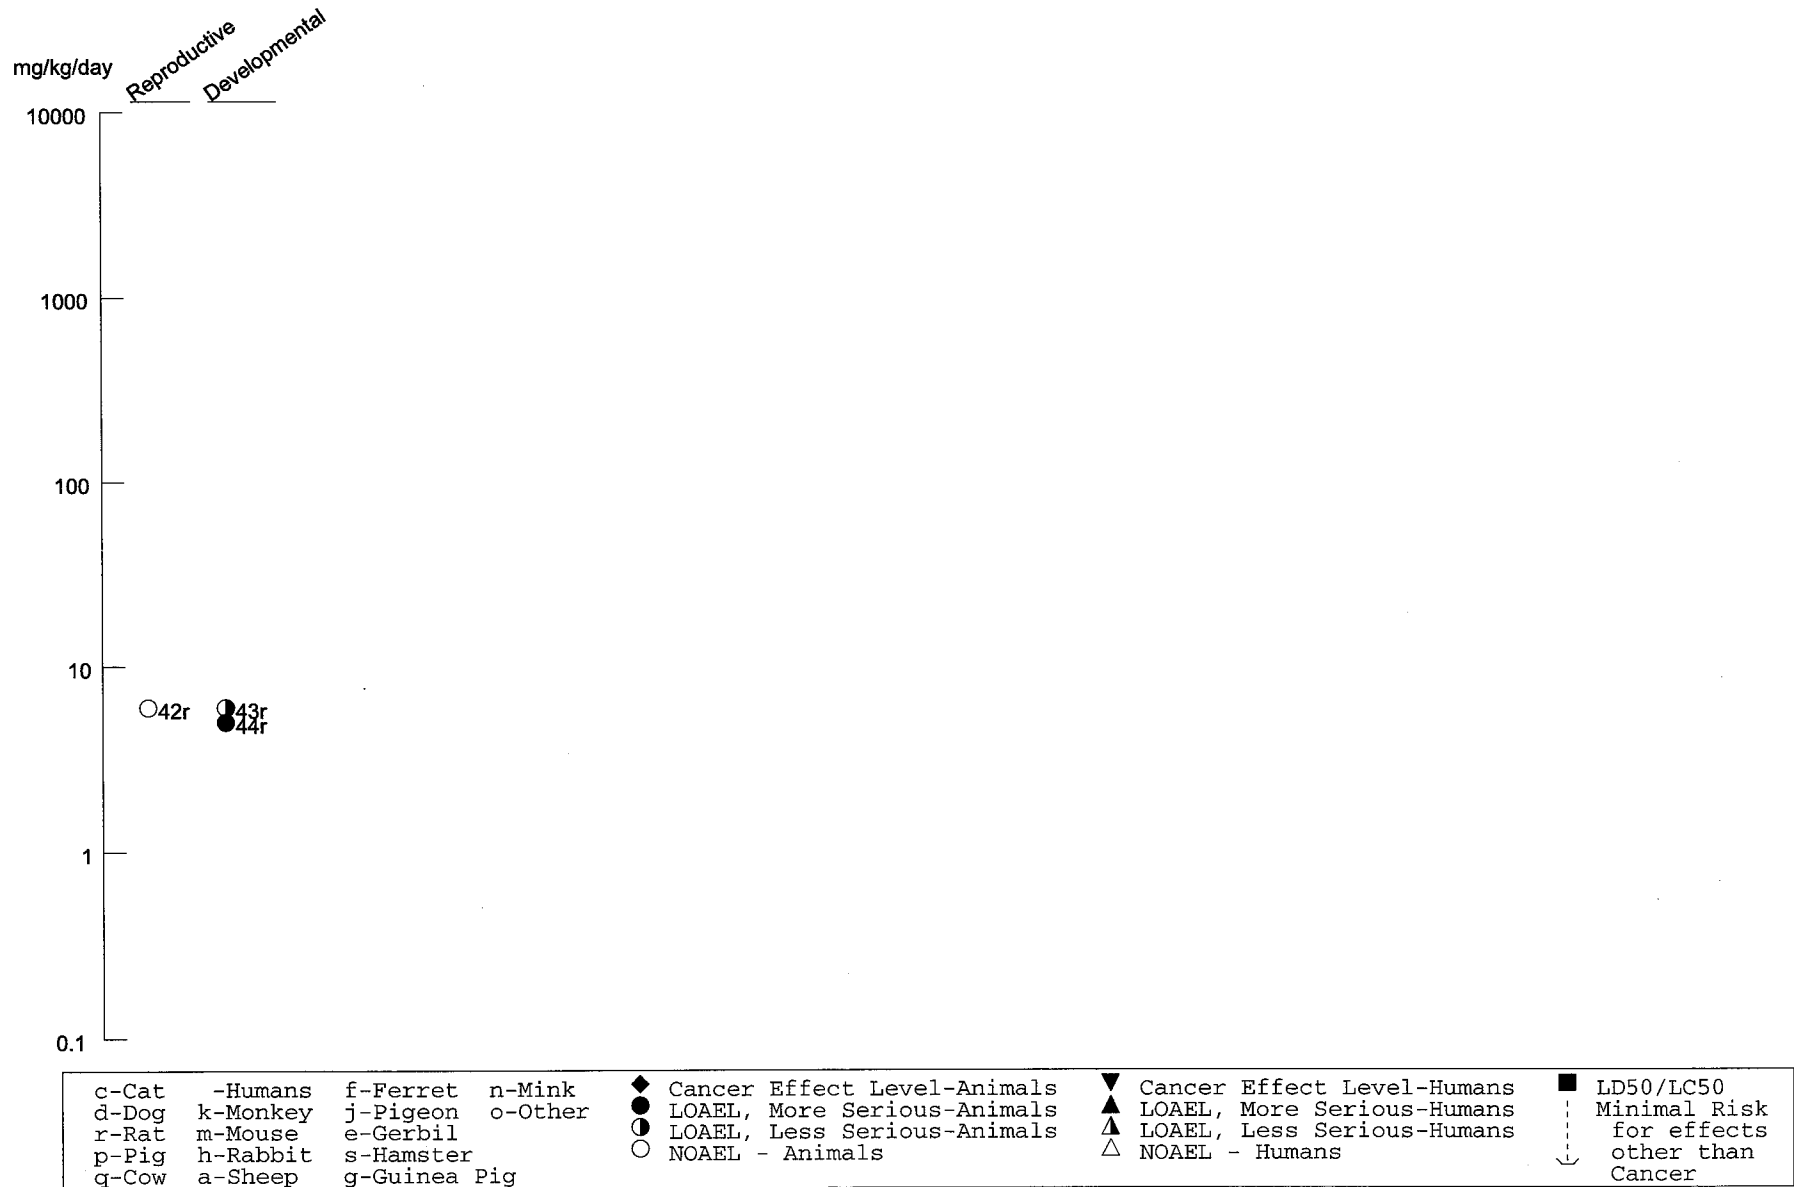 mg/kg/day
Reproductive
Developmental
10000
1000
100
10
1
0.1
42r
43r
44r
c-Cat -Humans f-Ferret n-Mink
d-Dog k-Monkey j-Pigeon o-Other
r-Rat m-Mouse e-Gerbil
p-Pig h-Rabbit s-Hamster
q-Cow a-Sheep g-Guinea Pig
Cancer Effect Level-Animals
LOAEL, More Serious-Animals
LOAEL, Less Serious-Animals
NOAEL - Animals
Cancer Effect Level-Humans
LOAEL, More Serious-Humans
LOAEL, Less Serious-Humans
NOAEL - Humans
LD50/LC50
Minimal Risk
for effects
other than
Cancer